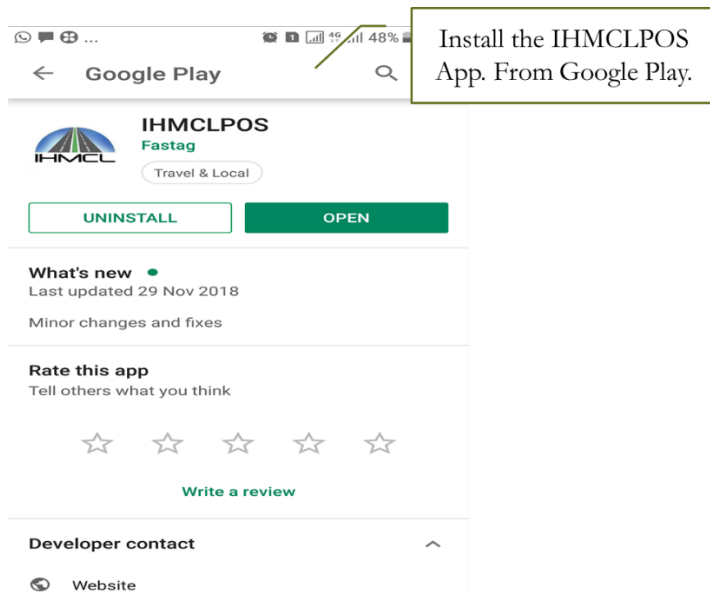 ... 4G 48%
Install the IHMCLPOS
App. From Google Play.
Google Play
IHMCL
IHMCLPOS
Fastag
Travel & Local
UNINSTALL
OPEN
What's new
Last updated 29 Nov 2018
Minor changes and fixes
Rate this app
Tell others what you think
Write a review
Developer contact
Website